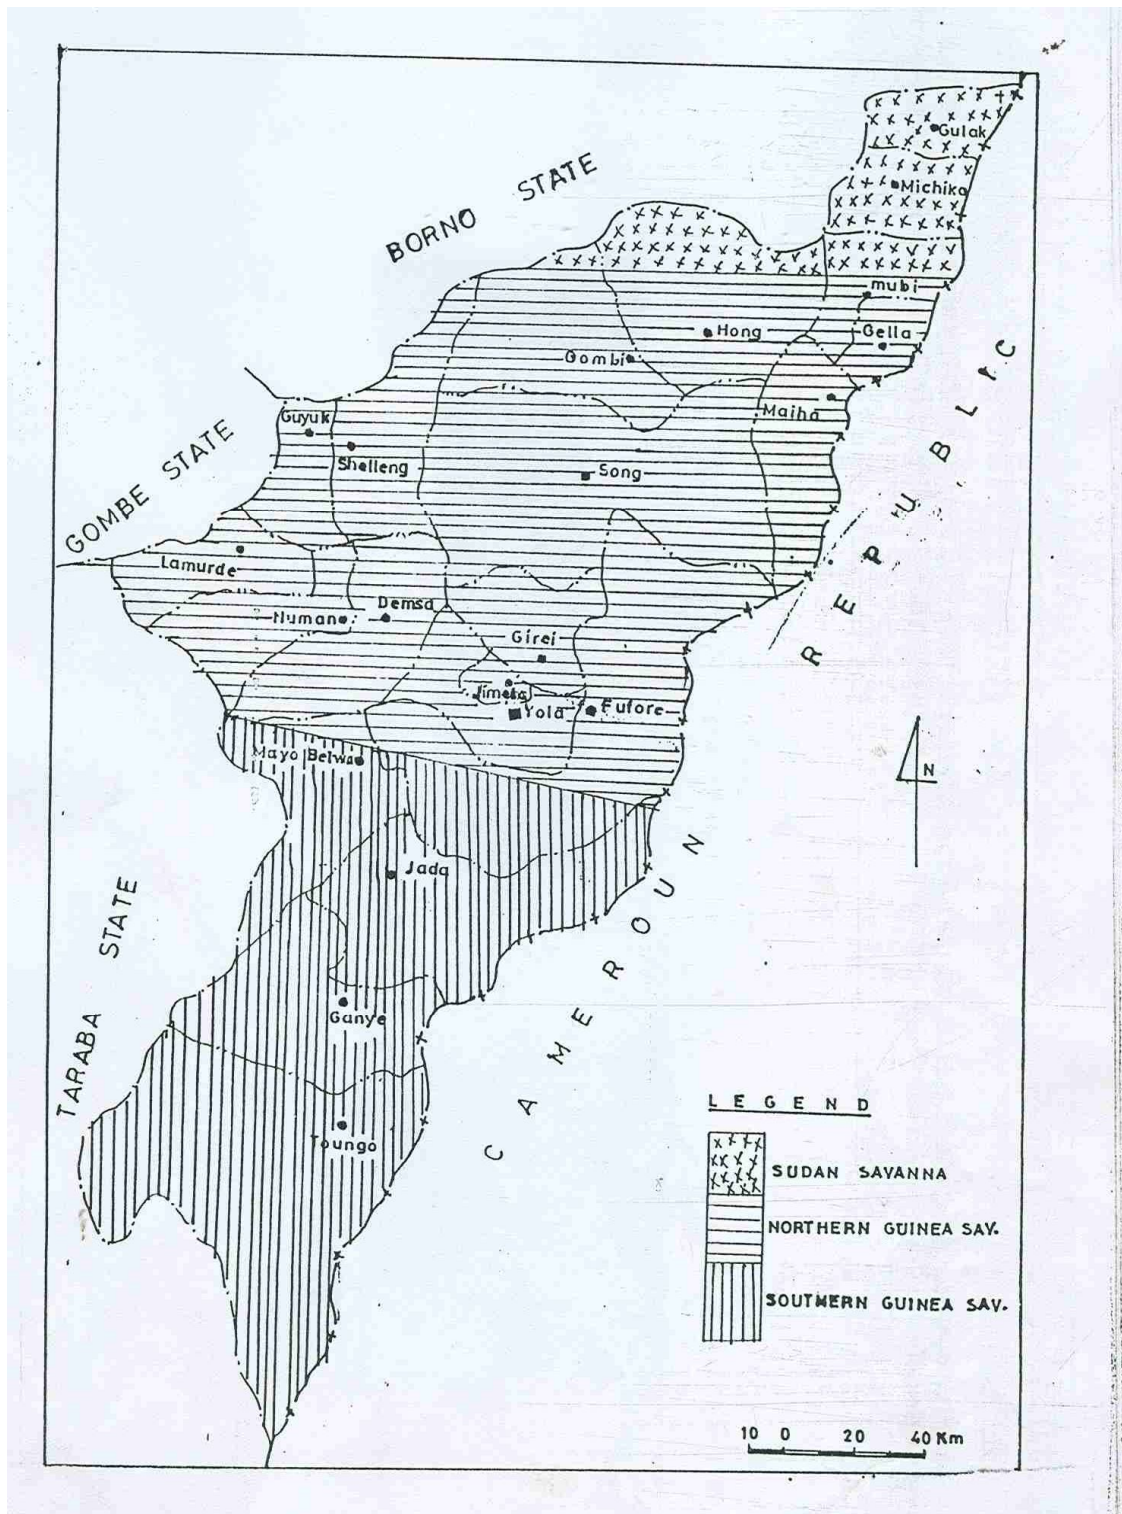 BORNO STATE
GOMBE STATE
TARABA STATE
CAMEROUN
REPUBLIC
Gulak
Michika
mubi
Hong
Gella
Gombi
Maiha
Guyuk
Shelleng
Song
Lamurde
Numan
Demsa
Girei
Jimeta
Yola
Fufore
Mayo Belwa
Jada
Ganye
Toungo
N
LEGEND
SUDAN SAVANNA
NORTHERN GUINEA SAV.
SOUTHERN GUINEA SAV.
10 0 20 40 Km